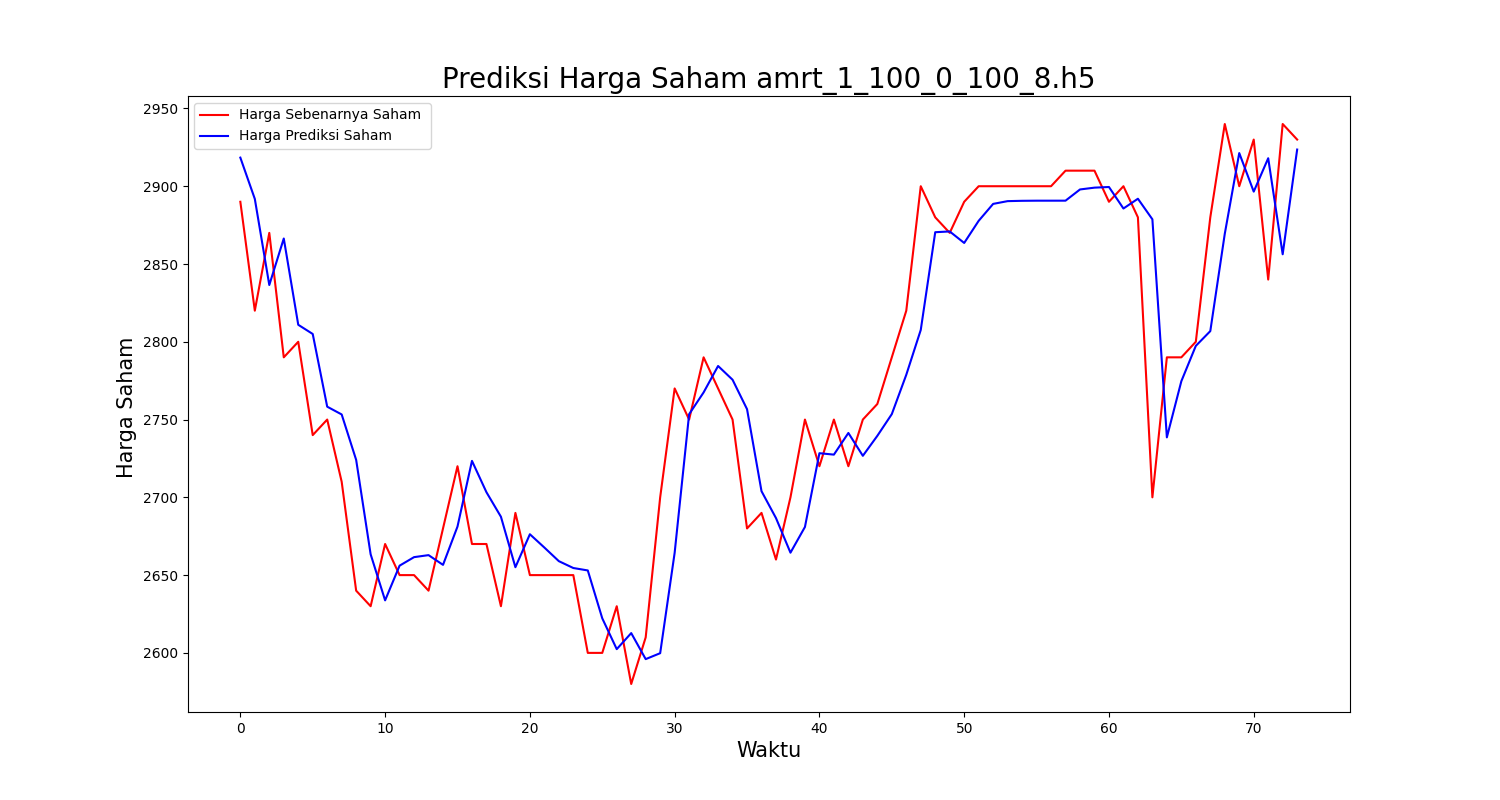 Prediksi Harga Saham amrt_1_100_0_100_8.h5
Harga Sebenarnya Saham
Harga Prediksi Saham
2950
2900
2850
2800
2750
2700
2650
2600
Harga Saham
0 10 20 30 40 50 60 70
Waktu